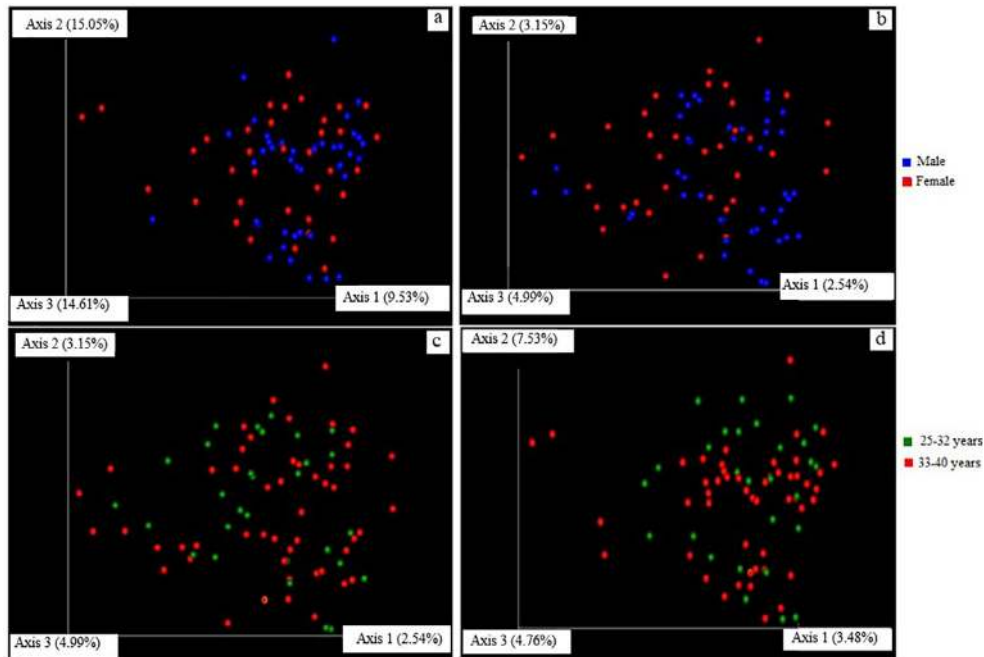 Axis 2 (15.05%)
a
Axis 3 (14.61%)
Axis 1 (9.53%)
Axis 2 (3.15%)
b
Axis 3 (4.99%)
Axis 1 (2.54%)
Male
Female
Axis 2 (3.15%)
c
Axis 3 (4.99%)
Axis 1 (2.54%)
Axis 2 (7.53%)
d
Axis 3 (4.76%)
Axis 1 (3.48%)
25-32 years
33-40 years